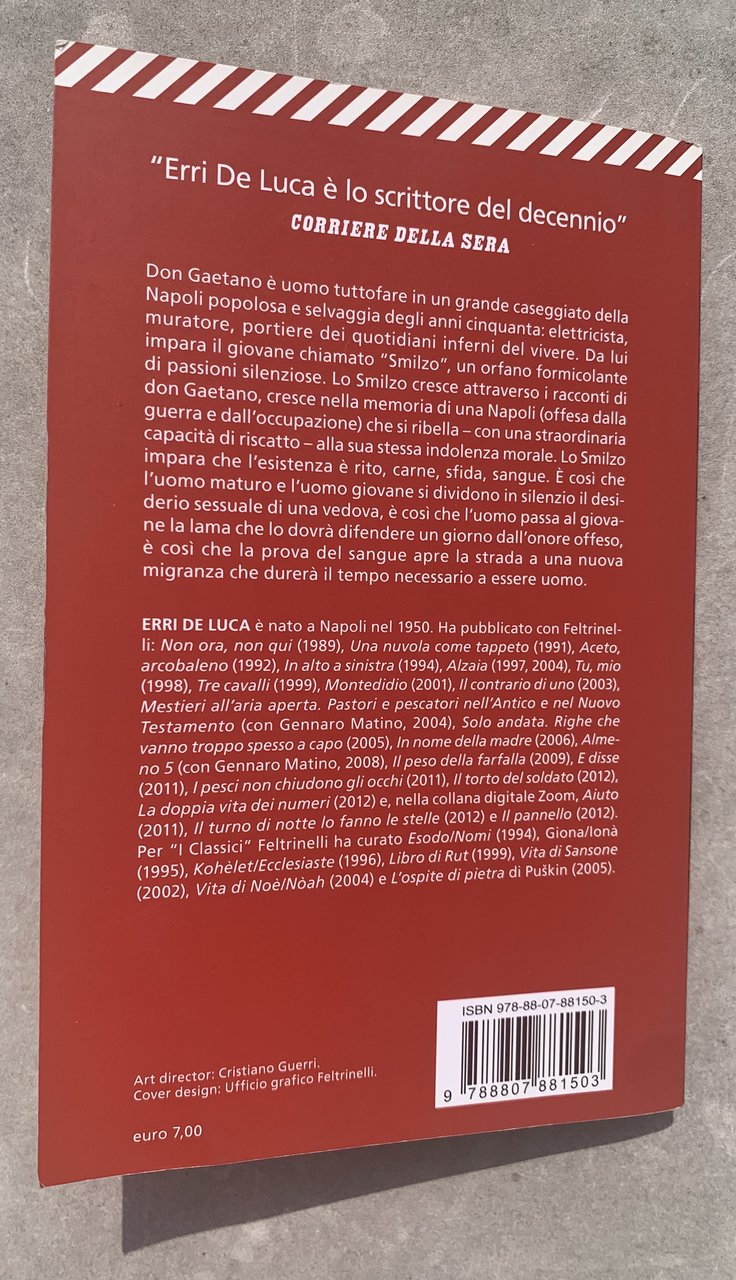 “Erri De Luca è lo scrittore del decennio”
CORRIERE DELLA SERA
Don Gaetano è uomo tuttofare in un grande caseggiato della
Napoli popolosa e selvaggia degli anni cinquanta: elettricista,
muratore, portiere dei quotidiani inferni del vivere. Da lui
impara il giovane chiamato “Smilzo”, un orfano formicolante
di passioni silenziose. Lo Smilzo cresce attraverso i racconti di
don Gaetano, cresce nella memoria di una Napoli (offesa dalla
guerra e dall’occupazione) che si ribella – con una straordinaria
capacità di riscatto – alla sua stessa indolenza morale. Lo Smilzo
impara che l’esistenza è rito, carne, sfida, sangue. È così che
l’uomo maturo e l’uomo giovane si dividono in silenzio il desi-
derio sessuale di una vedova, è così che l’uomo passa al giova-
ne la lama che lo dovrà difendere un giorno dall’onore offeso,
è così che la prova del sangue apre la strada a una nuova
migranza che durerà il tempo necessario a essere uomo.
ERRI DE LUCA è nato a Napoli nel 1950. Ha pubblicato con Feltrinel-
li: Non ora, non qui (1989), Una nuvola come tappeto (1991), Aceto,
arcobaleno (1992), In alto a sinistra (1994), Alzaia (1997, 2004), Tu, mio
(1998), Tre cavalli (1999), Montedidio (2001), Il contrario di uno (2003),
Mestieri all’aria aperta. Pastori e pescatori nell’Antico e nel Nuovo
Testamento (con Gennaro Matino, 2004), Solo andata. Righe che
vanno troppo spesso a capo (2005), In nome della madre (2006), Alme-
no 5 (con Gennaro Matino, 2008), Il peso della farfalla (2009), E disse
(2011), I pesci non chiudono gli occhi (2011), Il torto del soldato (2012),
La doppia vita dei numeri (2012) e, nella collana digitale Zoom, Aiuto
(2011), Il turno di notte lo fanno le stelle (2012) e Il pannello (2012).
Per “I Classici” Feltrinelli ha curato Esodo/Nomi (1994), Giona/Ionà
(1995), Kohèlet/Ecclesiaste (1996), Libro di Rut (1999), Vita di Sansone
(2002), Vita di Noè/Nòah (2004) e L’ospite di pietra di Puškin (2005).
ISBN 978-88-07-88150-3
9 788807 881503
Art director: Cristiano Guerri.
Cover design: Ufficio grafico Feltrinelli.
euro 7,00